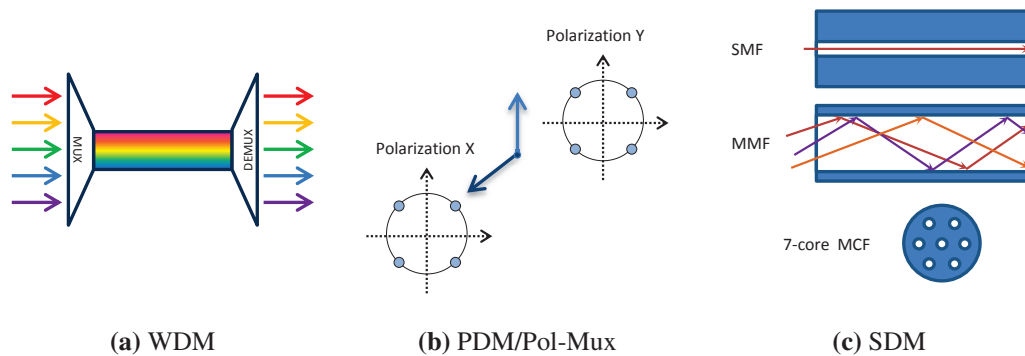 MUX
DEMUX
(a) WDM
Polarization Y
Polarization X
(b) PDM/Pol-Mux
SMF
MMF
7-core MCF
(c) SDM